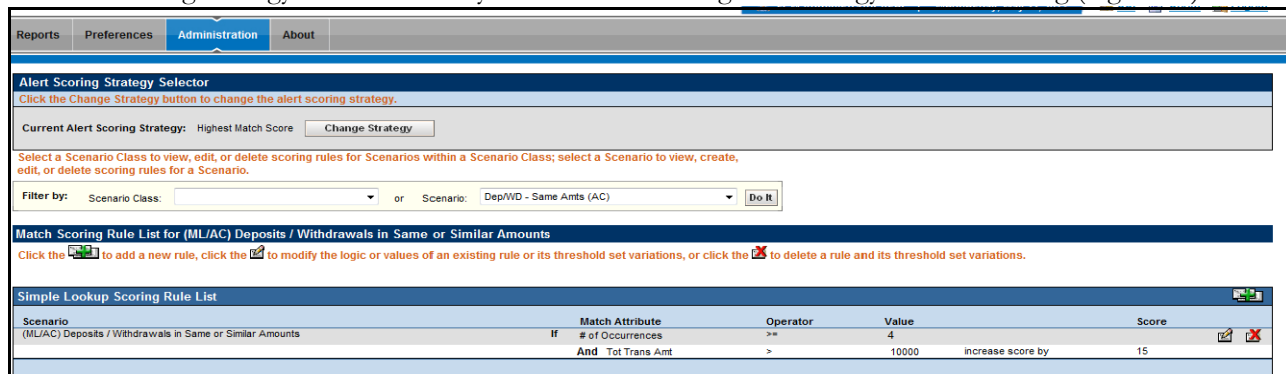 Reports Preferences Administration About
Alert Scoring Strategy Selector
Click the Change Strategy button to change the alert scoring strategy.
Current Alert Scoring Strategy: Highest Match Score Change Strategy
Select a Scenario Class to view, edit, or delete scoring rules for Scenarios within a Scenario Class; select a Scenario to view, create,
edit, or delete scoring rules for a Scenario.
Filter by: Scenario Class: or Scenario: Dep/WD - Same Amts (AC) Do It
Match Scoring Rule List for (ML/AC) Deposits / Withdrawals in Same or Similar Amounts
Click the to add a new rule, click the to modify the logic or values of an existing rule or its threshold set variations, or click the to delete a rule and its threshold set variations.
Simple Lookup Scoring Rule List
Scenario Match Attribute Operator Value Score
(ML/AC) Deposits / Withdrawals in Same or Similar Amounts If # of Occurrences >= 4
And Tot Trans Amt > 10000 increase score by 15